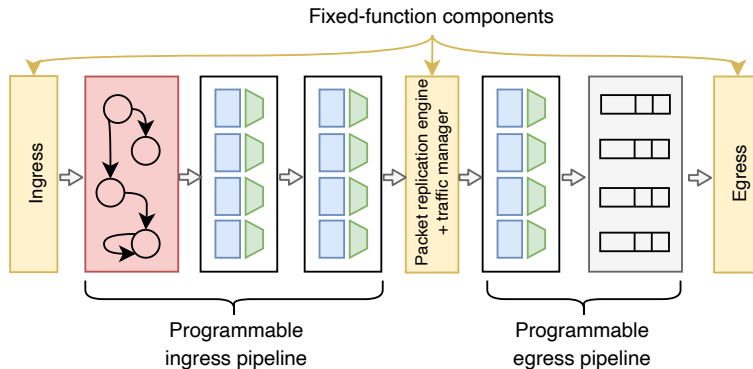 Fixed-function components
Ingress
Packet replication engine
+ traffic manager
Egress
Programmable
ingress pipeline
Programmable
egress pipeline